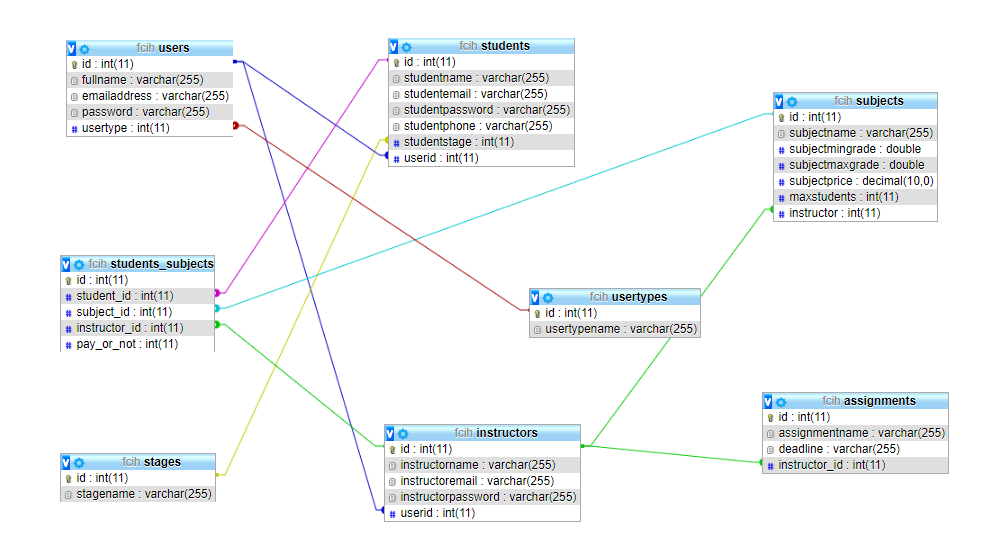 fcih users
id : int(11)
fullname : varchar(255)
emailaddress : varchar(255)
password : varchar(255)
usertype : int(11)
fcih students
id : int(11)
studentname : varchar(255)
studentemail : varchar(255)
studentpassword : varchar(255)
studentphone : varchar(255)
studentstage : int(11)
userid : int(11)
fcih subjects
id : int(11)
subjectname : varchar(255)
subjectmingrade : double
subjectmaxgrade : double
subjectprice : decimal(10,0)
maxstudents : int(11)
instructor : int(11)
fcih students_subjects
id : int(11)
student_id : int(11)
subject_id : int(11)
instructor_id : int(11)
pay_or_not : int(11)
fcih usertypes
id : int(11)
usertypename : varchar(255)
fcih stages
id : int(11)
stagename : varchar(255)
fcih instructors
id : int(11)
instructorname : varchar(255)
instructoremail : varchar(255)
instructorpassword : varchar(255)
userid : int(11)
fcih assignments
id : int(11)
assignmentname : varchar(255)
deadline : varchar(255)
instructor_id : int(11)